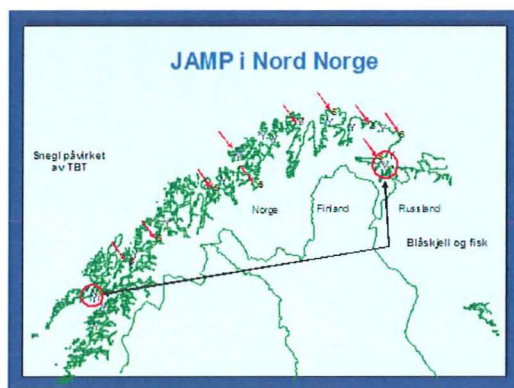 JAMP i Nord Norge
Snegl påvirket
av TBT
Norge
Finland
Russland
Blåskjell og fisk